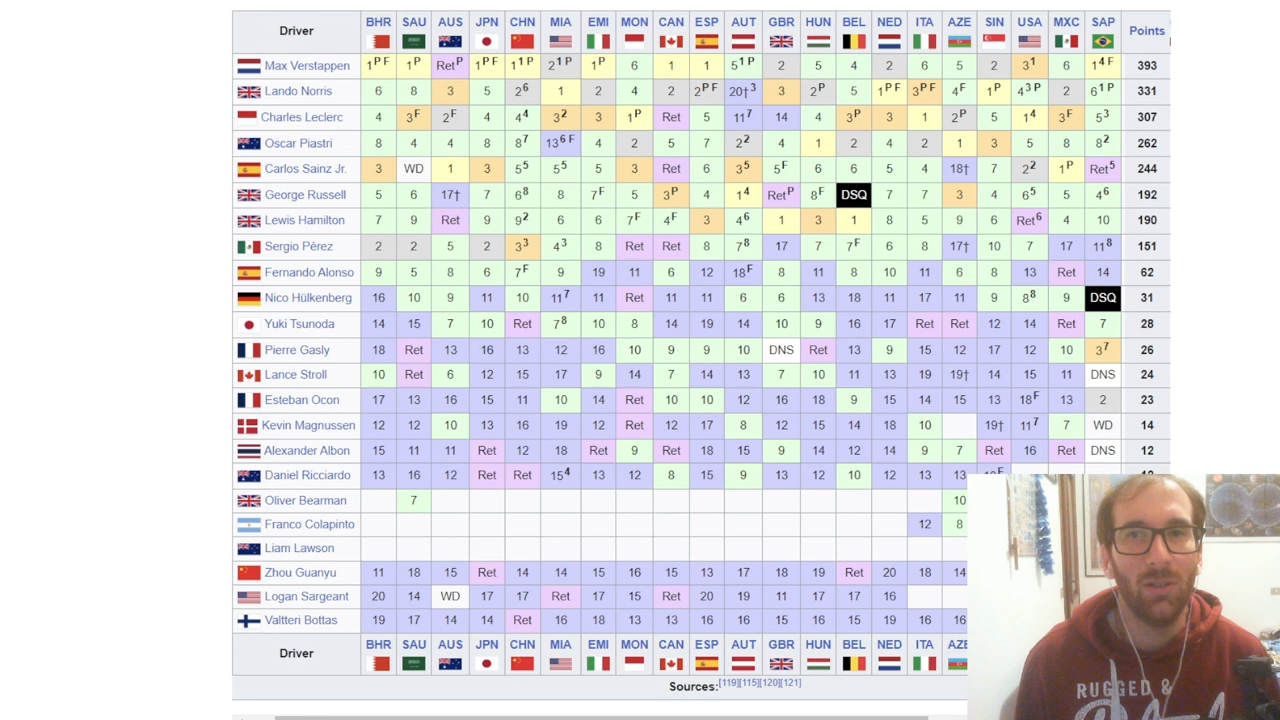 Driver BHR SAU AUS JPN CHN MIA EMI MON CAN ESP AUT GBR HUN BEL NED ITA AZE SIN USA MXC SAP Points
Max Verstappen 1PF 1P RetP 1PF 11P 21P 1P 6 1 1 51P 2 5 4 2 6 5 2 31 6 14F 393
Lando Norris 6 8 3 5 26 1 2 4 2 2PF 20†3 3 2P 5 1PF 3PF 4F 1P 43P 2 61P 331
Charles Leclerc 4 3F 2F 4 44 32 3 1P Ret 5 117 14 4 3P 3 1 2P 5 14 3F 53 307
Oscar Piastri 8 4 4 8 87 136F 4 2 5 7 22 4 1 2 4 2 1 3 5 8 82 262
Carlos Sainz Jr. 3 WD 1 3 55 55 5 3 Ret 6 35 5F 6 6 5 4 18† 7 22 1P Ret5 244
George Russell 5 6 17† 7 68 8 7F 5 3P 4 14 RetP 8F DSQ 7 7 3 4 65 5 46 192
Lewis Hamilton 7 9 Ret 9 92 6 6 7F 4F 3 46 1 3 1 8 5 9 6 Ret6 4 10 190
Sergio Pérez 2 2 5 2 33 43 8 Ret Ret 8 78 17 7 7F 6 8 17† 10 7 17 118 151
Fernando Alonso 9 5 8 6 7F 9 19 11 6 12 18F 8 11 8 10 11 6 8 13 Ret 14 62
Nico Hülkenberg 16 10 9 11 10 117 11 Ret 11 11 6 6 13 18 11 17 11 9 88 9 DSQ 31
Yuki Tsunoda 14 15 7 10 Ret 78 10 8 14 19 14 10 9 16 17 Ret Ret 12 14 Ret 7 28
Pierre Gasly 18 Ret 13 16 13 12 16 10 9 9 10 DNS Ret 13 9 15 12 17 12 10 37 26
Lance Stroll 10 Ret 6 12 15 17 9 14 7 14 13 7 10 11 13 19 19† 14 15 11 DNS 24
Esteban Ocon 17 13 16 15 11 10 14 Ret 10 10 12 16 18 9 15 14 15 13 18F 13 2 23
Kevin Magnussen 12 12 10 13 16 19 12 Ret 12 17 8 12 15 14 18 10 19† 117 7 WD 14
Alexander Albon 15 11 11 Ret 12 18 Ret 9 Ret 18 15 9 14 12 14 9 7 Ret 16 Ret DNS 12
Daniel Ricciardo 13 16 12 Ret Ret 154 13 12 8 15 9 13 12 10 12 13 13
Oliver Bearman 7 10
Franco Colapinto 12 8
Liam Lawson
Zhou Guanyu 11 18 15 Ret 14 14 15 16 15 13 17 18 19 Ret 20 18 14
Logan Sargeant 20 14 WD 17 17 Ret 17 15 Ret 20 19 11 17 17 16
Valtteri Bottas 19 17 14 14 Ret 16 18 13 13 16 16 15 16 15 19 16 16
Driver BHR SAU AUS JPN CHN MIA EMI MON CAN ESP AUT GBR HUN BEL NED ITA
Sources:[119][115][120][121]
RUGGED &